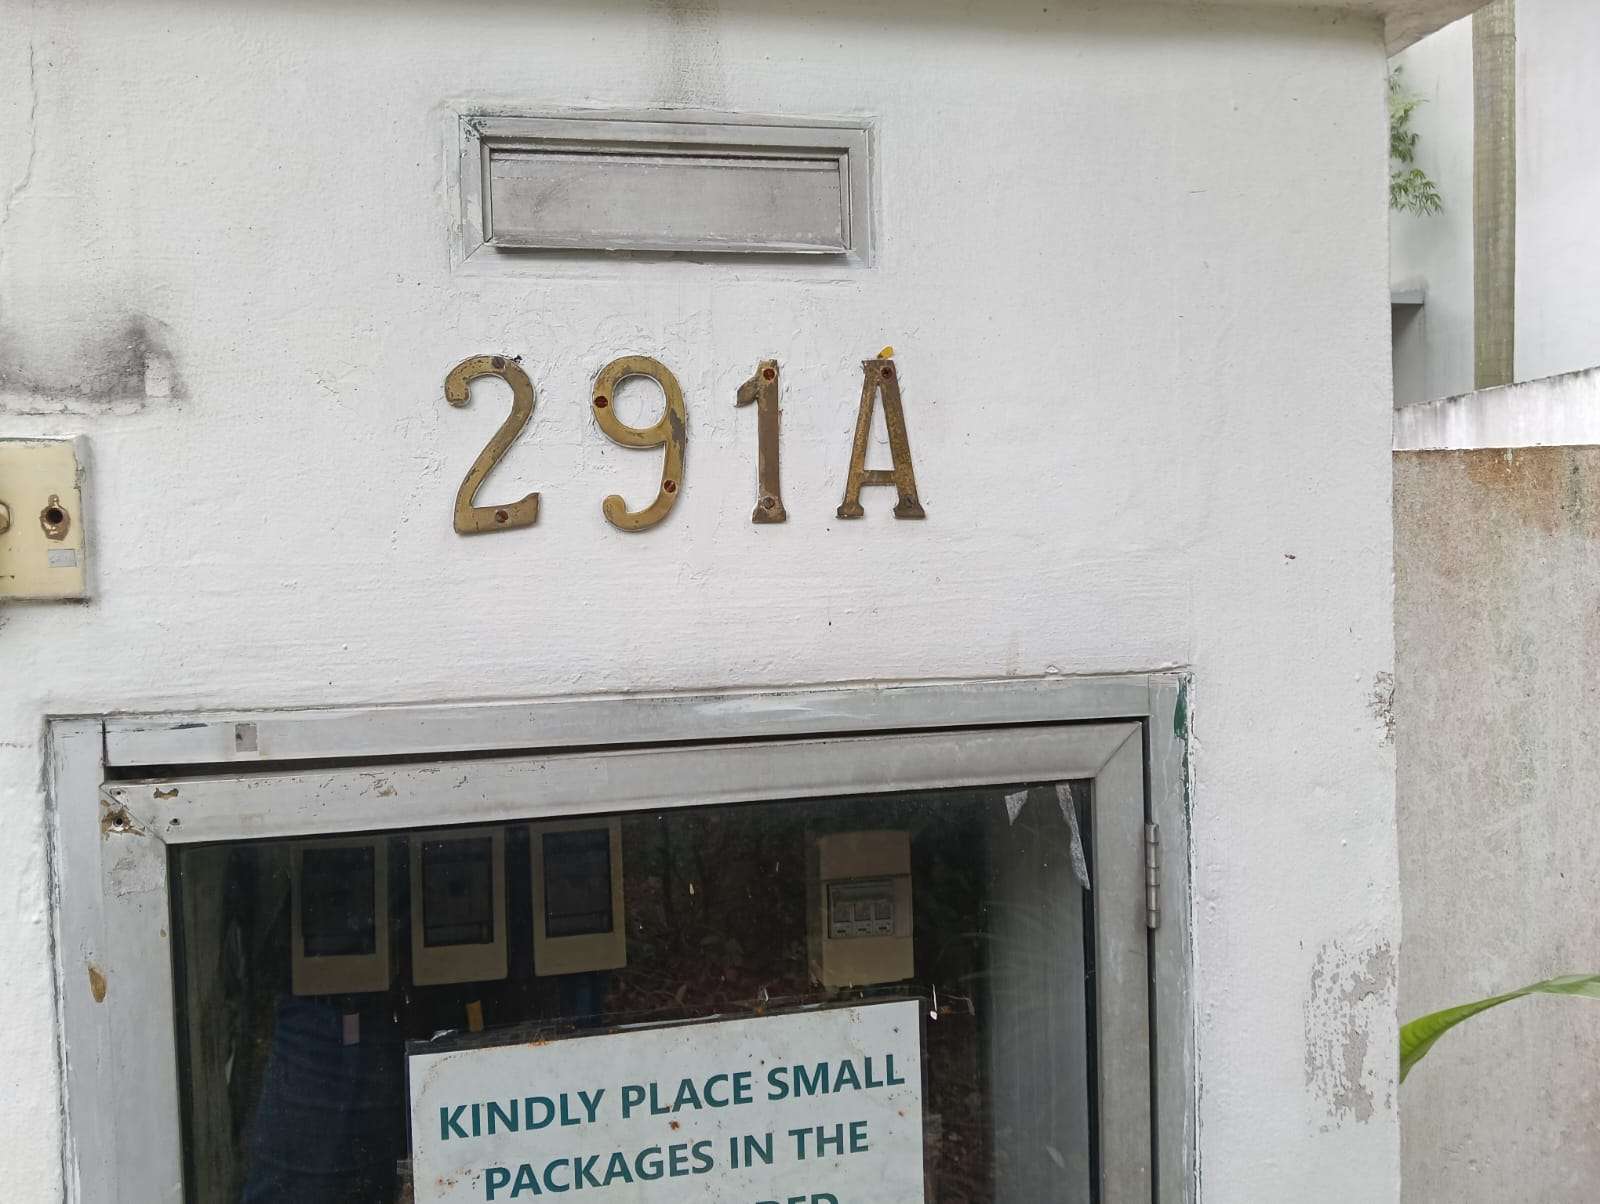 291A
KINDLY PLACE SMALL
PACKAGES IN THE